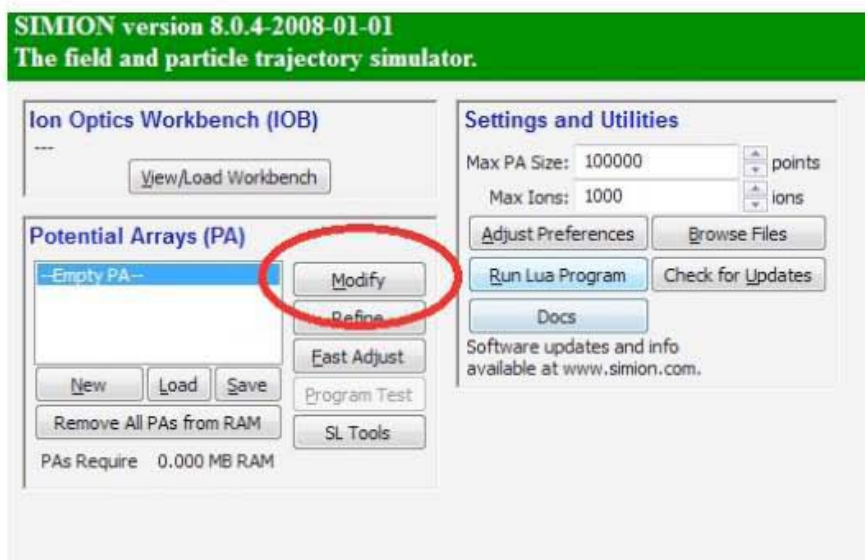 SIMION version 8.0.4-2008-01-01
The field and particle trajectory simulator.
Ion Optics Workbench (IOB)
---
View/Load Workbench
Potential Arrays (PA)
--Empty PA--
Modify
Refine
Fast Adjust
Program Test
SL Tools
New Load Save
Remove All PAs from RAM
PAs Require 0.000 MB RAM
Settings and Utilities
Max PA Size: 100000 points
Max Ions: 1000 ions
Adjust Preferences Browse Files
Run Lua Program Check for Updates
Docs
Software updates and info
available at www.simion.com.